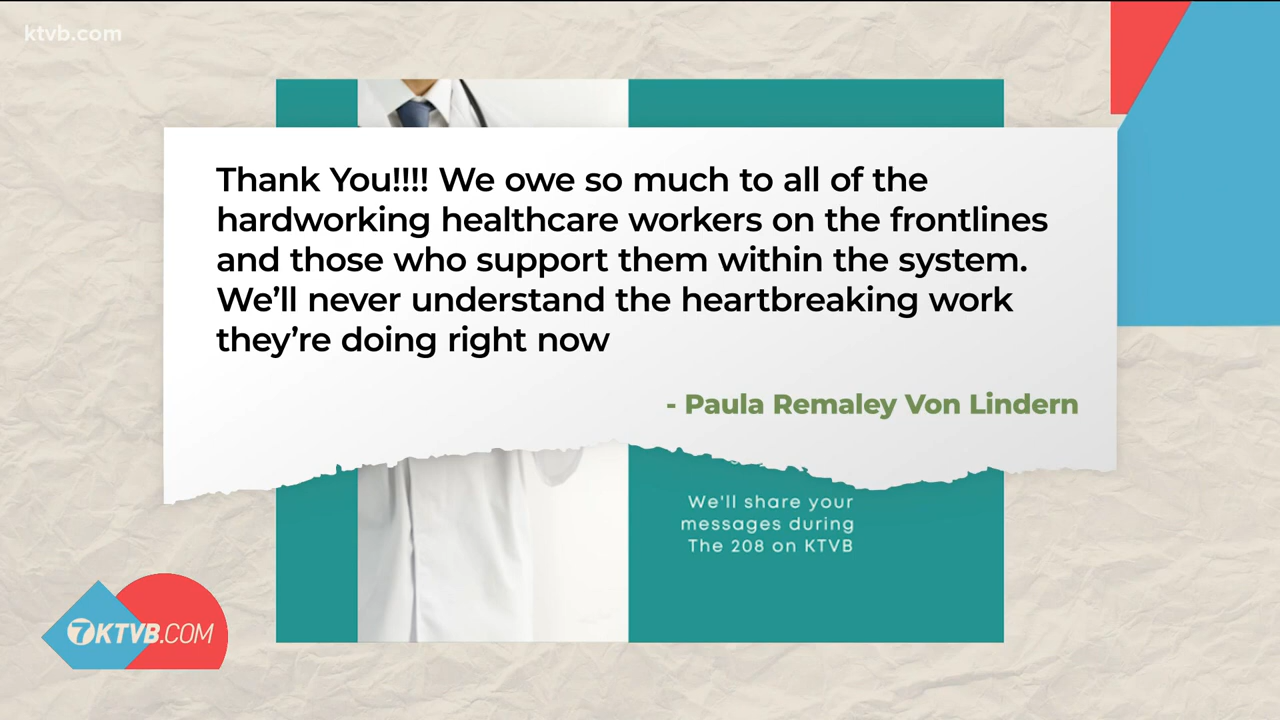 ktvb.com
Thank You!!!! We owe so much to all of the
hardworking healthcare workers on the frontlines
and those who support them within the system.
We’ll never understand the heartbreaking work
they’re doing right now
- Paula Remaley Von Lindern
We'll share your
messages during
The 208 on KTVB
7KTVB.COM